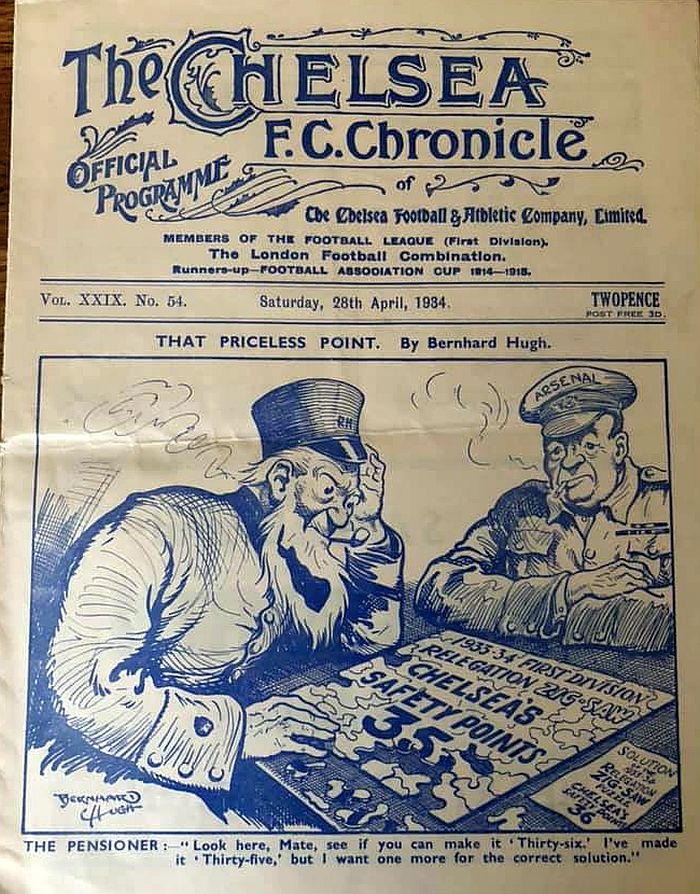 The CHELSEA
F.C. Chronicle
OFFICIAL
PROGRAMME
of
The Chelsea Football & Athletic Company, Limited.
MEMBERS OF THE FOOTBALL LEAGUE (First Division).
The London Football Combination.
Runners-up—FOOTBALL ASSOCIATION CUP 1914—1915.
VOL. XXIX. No. 54.
Saturday, 28th April, 1934.
TWOPENCE
POST FREE 3D.
THAT PRICELESS POINT. By Bernhard Hugh.
RH
ARSENAL
1933-34 FIRST DIVISION
RELEGATION ZIG-SAW
CHELSEA'S
SAFETY POINTS
35
SOLUTION
RELEGATION
ZIG-SAW
PUZZLE
CHELSEA'S
SAFETY POINTS
36
BERNHARD
HUGH
THE PENSIONER:—"Look here, Mate, see if you can make it 'Thirty-six.' I've made
it 'Thirty-five,' but I want one more for the correct solution."